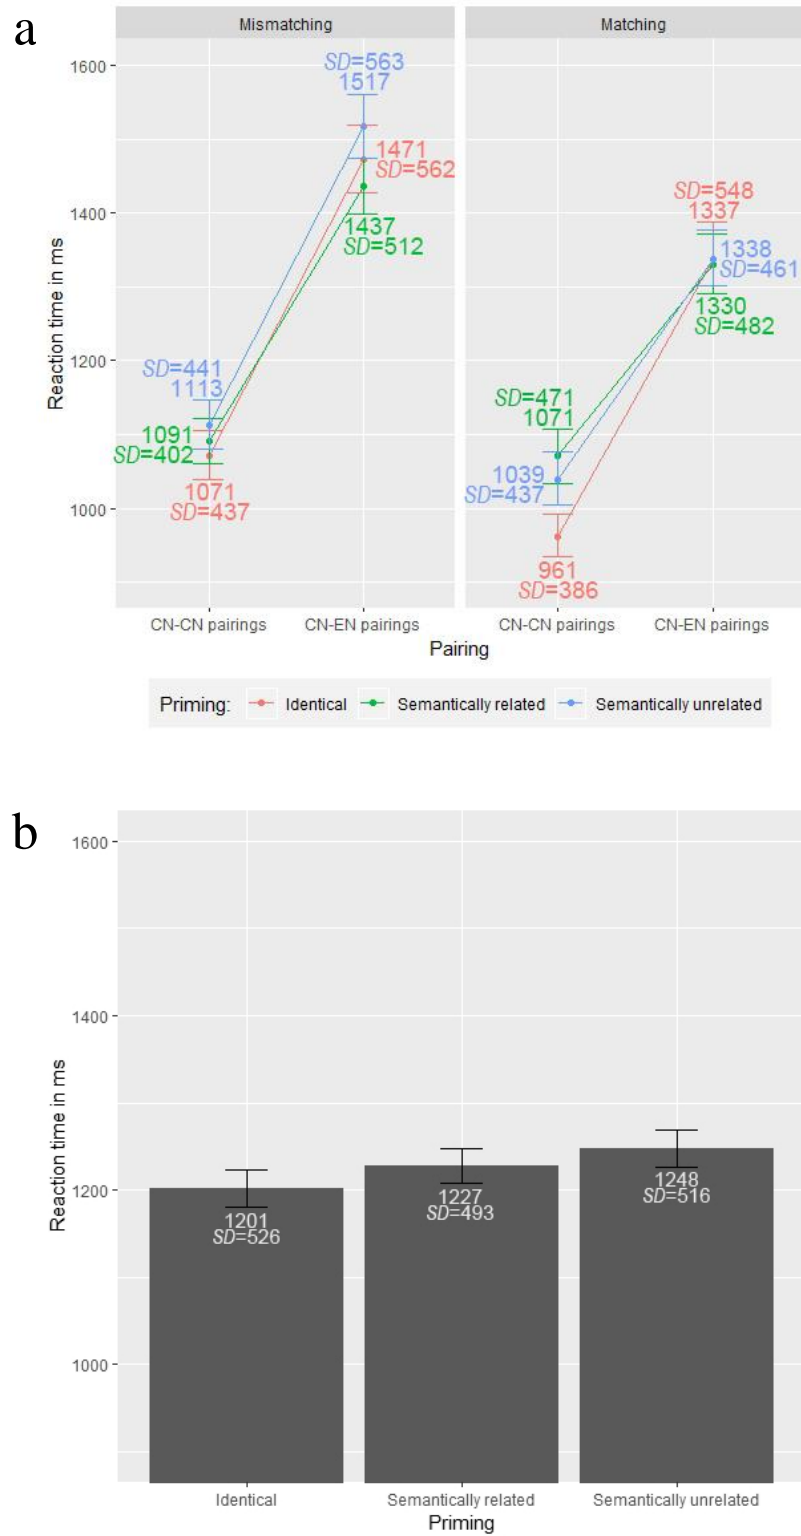 a
Mismatching
Matching
Reaction time in ms
1600
1400
1200
1000
SD=563
1517
1471
SD=562
1437
SD=512
SD=441
1113
1091
SD=402
1071
SD=437
SD=548
1337
1338
SD=461
1330
SD=482
SD=471
1071
1039
SD=437
961
SD=386
CN-CN pairings
CN-EN pairings
CN-CN pairings
CN-EN pairings
Pairing
Priming: Identical Semantically related Semantically unrelated
b
Reaction time in ms
1600
1400
1200
1000
1201
SD=526
1227
SD=493
1248
SD=516
Identical
Semantically related
Semantically unrelated
Priming